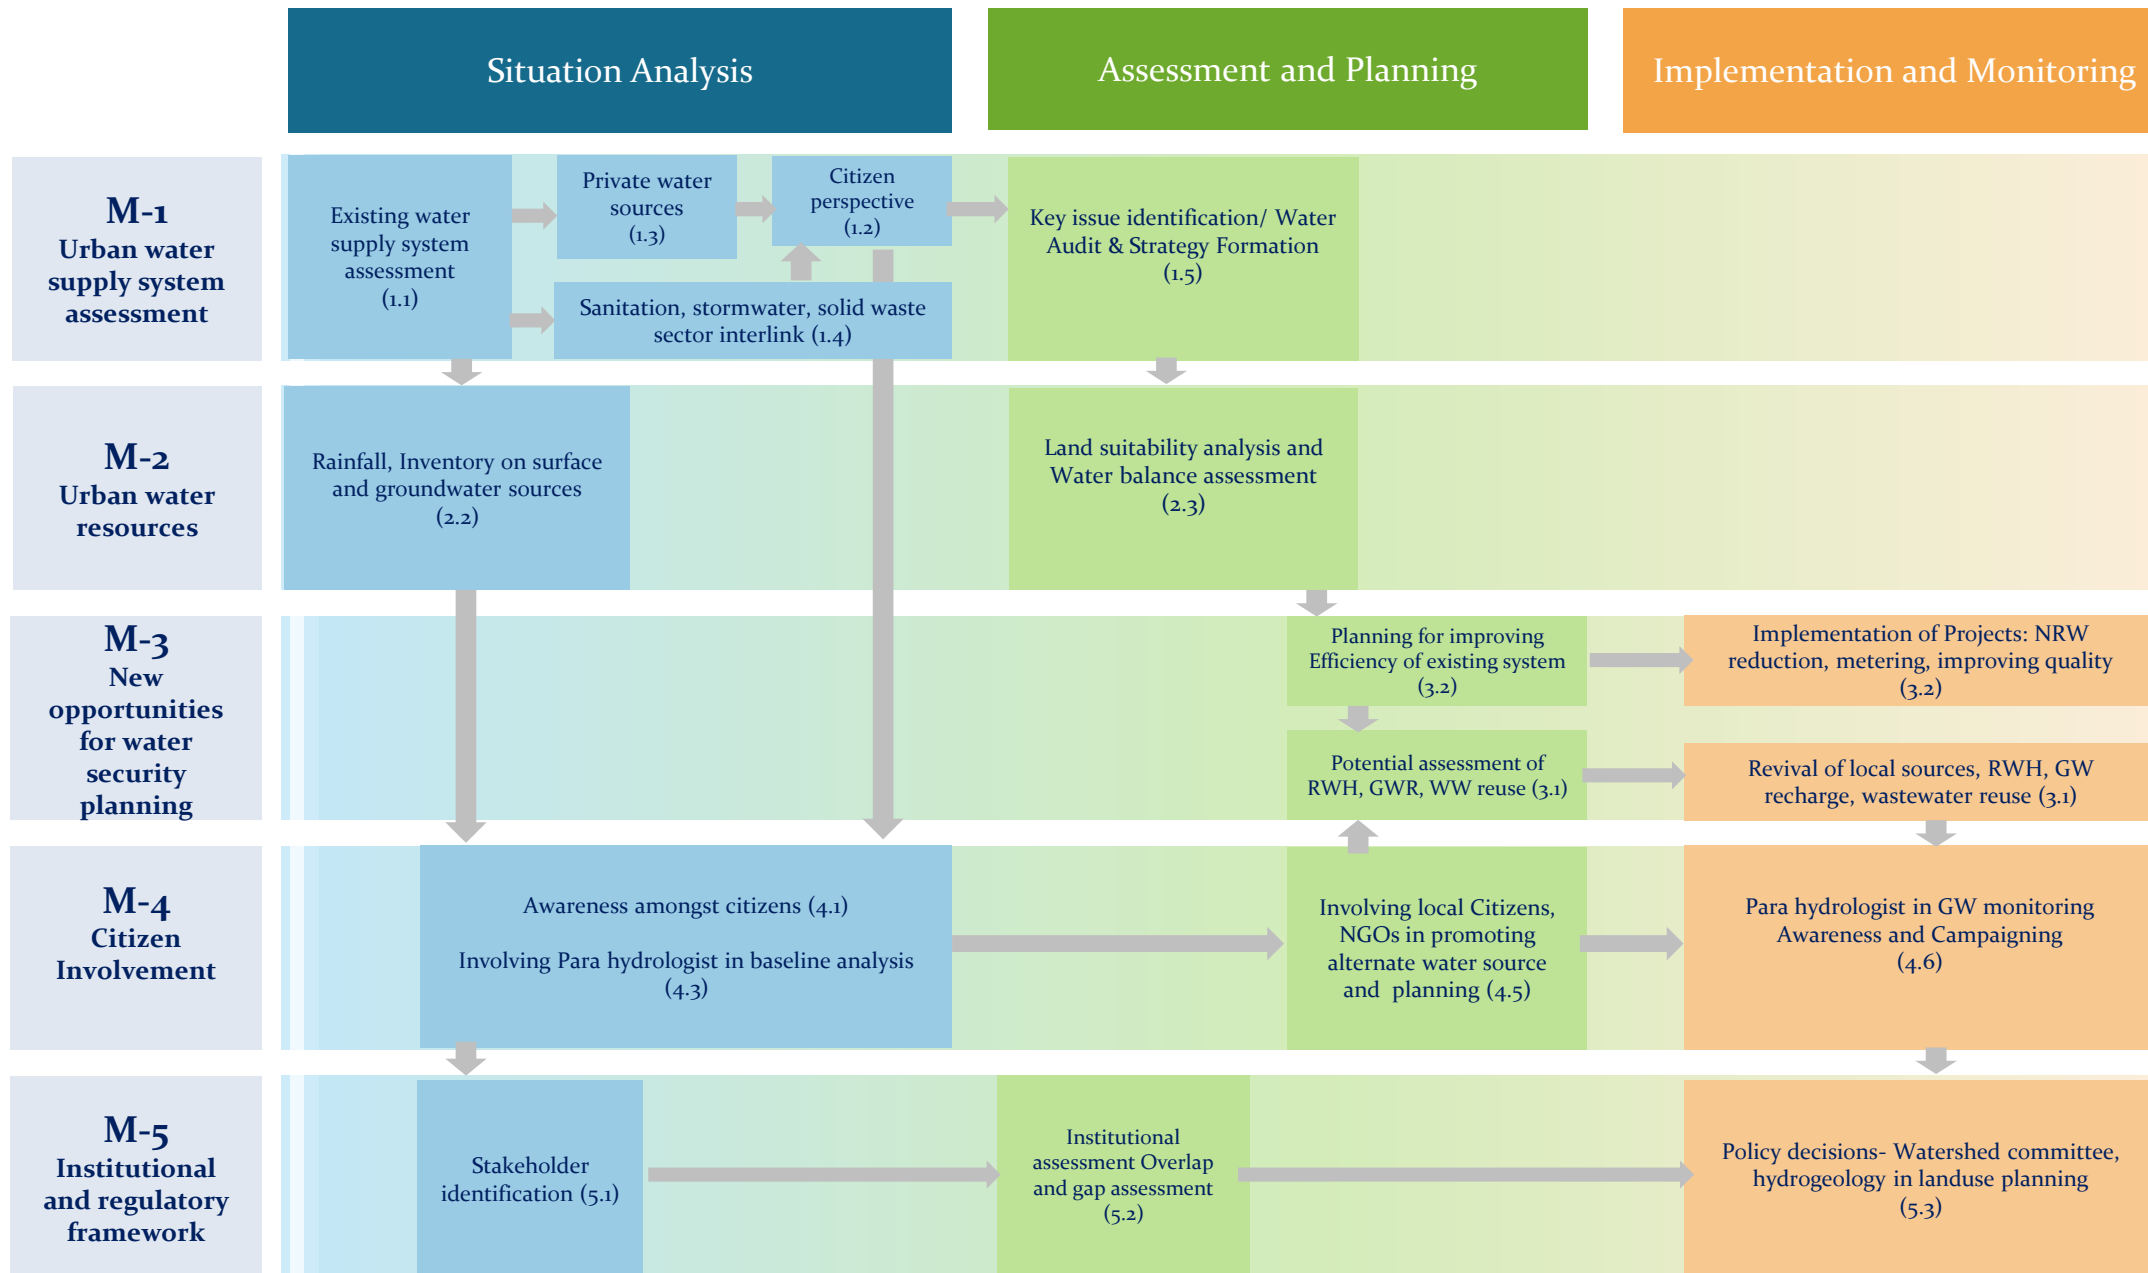 Situation Analysis
Assessment and Planning
Implementation and Monitoring
M-1
Urban water
supply system
assessment
Existing water
supply system
assessment
(1.1)
Private water
sources
(1.3)
Citizen
perspective
(1.2)
Sanitation, stormwater, solid waste
sector interlink (1.4)
Key issue identification/ Water
Audit & Strategy Formation
(1.5)
M-2
Urban water
resources
Rainfall, Inventory on surface
and groundwater sources
(2.2)
Land suitability analysis and
Water balance assessment
(2.3)
M-3
New
opportunities
for water
security
planning
Planning for improving
Efficiency of existing system
(3.2)
Implementation of Projects: NRW
reduction, metering, improving quality
(3.2)
Potential assessment of
RWH, GWR, WW reuse (3.1)
Revival of local sources, RWH, GW
recharge, wastewater reuse (3.1)
M-4
Citizen
Involvement
Awareness amongst citizens (4.1)
Involving Para hydrologist in baseline analysis
(4.3)
Involving local Citizens,
NGOs in promoting
alternate water source
and planning (4.5)
Para hydrologist in GW monitoring
Awareness and Campaigning
(4.6)
M-5
Institutional
and regulatory
framework
Stakeholder
identification (5.1)
Institutional
assessment Overlap
and gap assessment
(5.2)
Policy decisions- Watershed committee,
hydrogeology in landuse planning
(5.3)